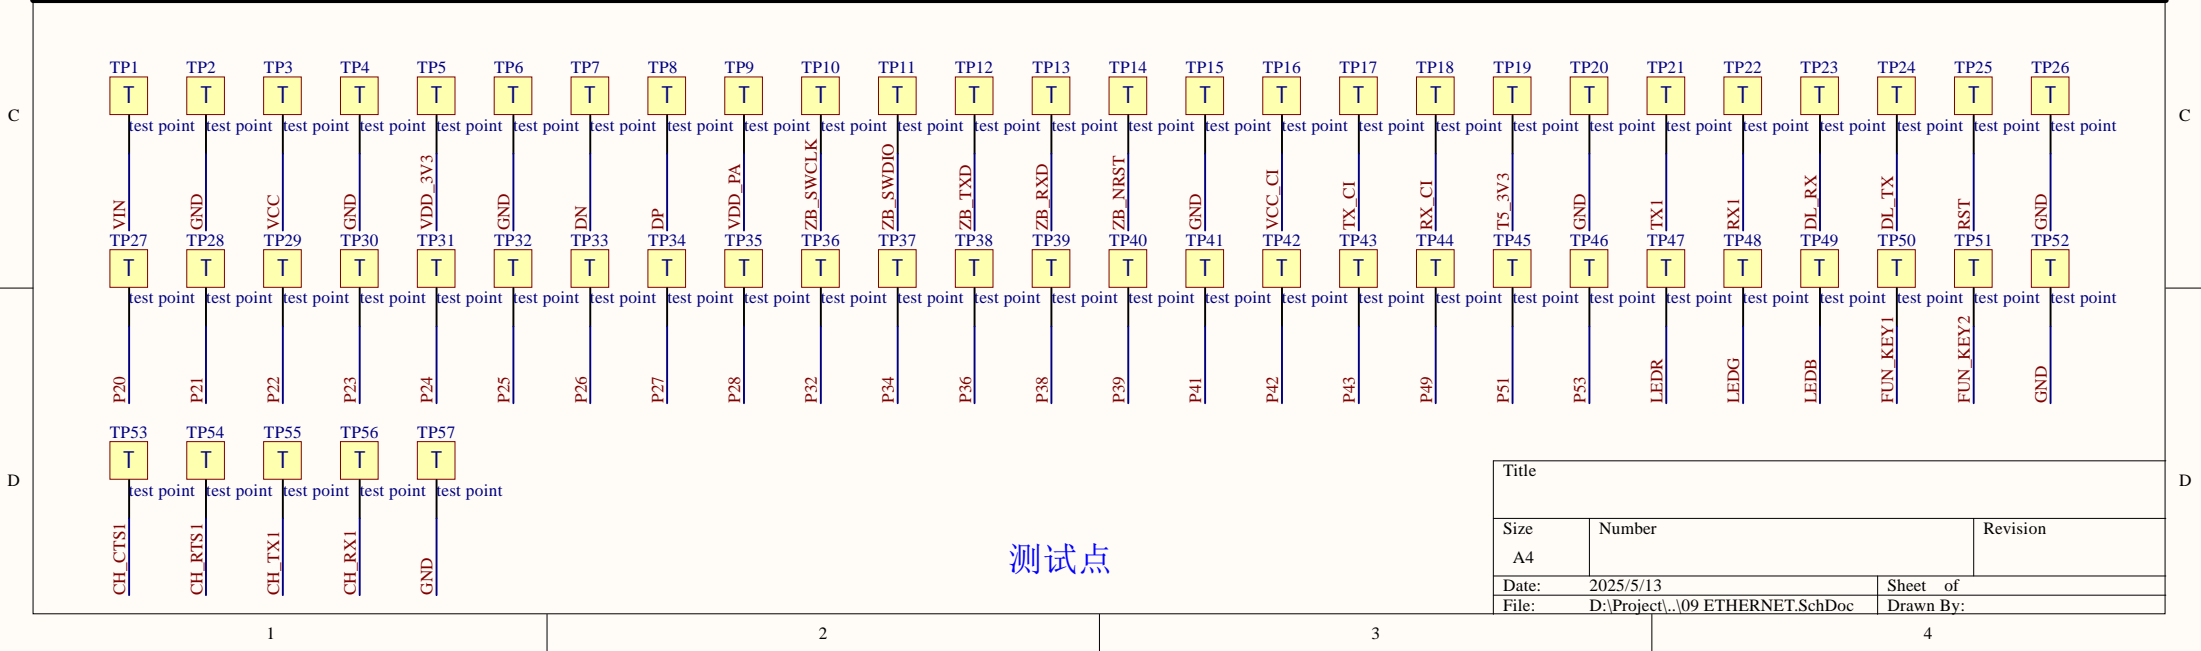 TP1 TP2 TP3 TP4 TP5 TP6 TP7 TP8 TP9 TP10 TP11 TP12 TP13 TP14 TP15 TP16 TP17 TP18 TP19 TP20 TP21 TP22 TP23 TP24 TP25 TP26
T T T T T T T T T T T T T T T T T T T T T T T T T T
C C
test point test point test point test point test point test point test point test point test point test point test point test point test point test point test point test point test point test point test point test point test point test point test point test point test point test point
VIN GND VCC GND VDD_3V3 GND DN DP VDD_PA ZB_SWCLK ZB_SWDIO ZB_TXD ZB_RXD ZB_NRST GND VCC_CI TX_CI RX_CI T5_3V3 GND TX1 RX1 DL_RX DL_TX RST GND
TP27 TP28 TP29 TP30 TP31 TP32 TP33 TP34 TP35 TP36 TP37 TP38 TP39 TP40 TP41 TP42 TP43 TP44 TP45 TP46 TP47 TP48 TP49 TP50 TP51 TP52
T T T T T T T T T T T T T T T T T T T T T T T T T T
test point test point test point test point test point test point test point test point test point test point test point test point test point test point test point test point test point test point test point test point test point test point test point test point test point test point
P20 P21 P22 P23 P24 P25 P26 P27 P28 P32 P34 P36 P38 P39 P41 P42 P43 P49 P51 P53 LEDR LEDG LEDB FUN_KEY1 FUN_KEY2 GND
TP53 TP54 TP55 TP56 TP57
T T T T T
D D
test point test point test point test point test point
CH_CTS1 CH_RTS1 CH_TX1 CH_RX1 GND
测试点
Title
Size Number Revision
A4
Date: 2025/5/13 Sheet of
File: D:\Project\..\09 ETHERNET.SchDoc Drawn By:
1 2 3 4